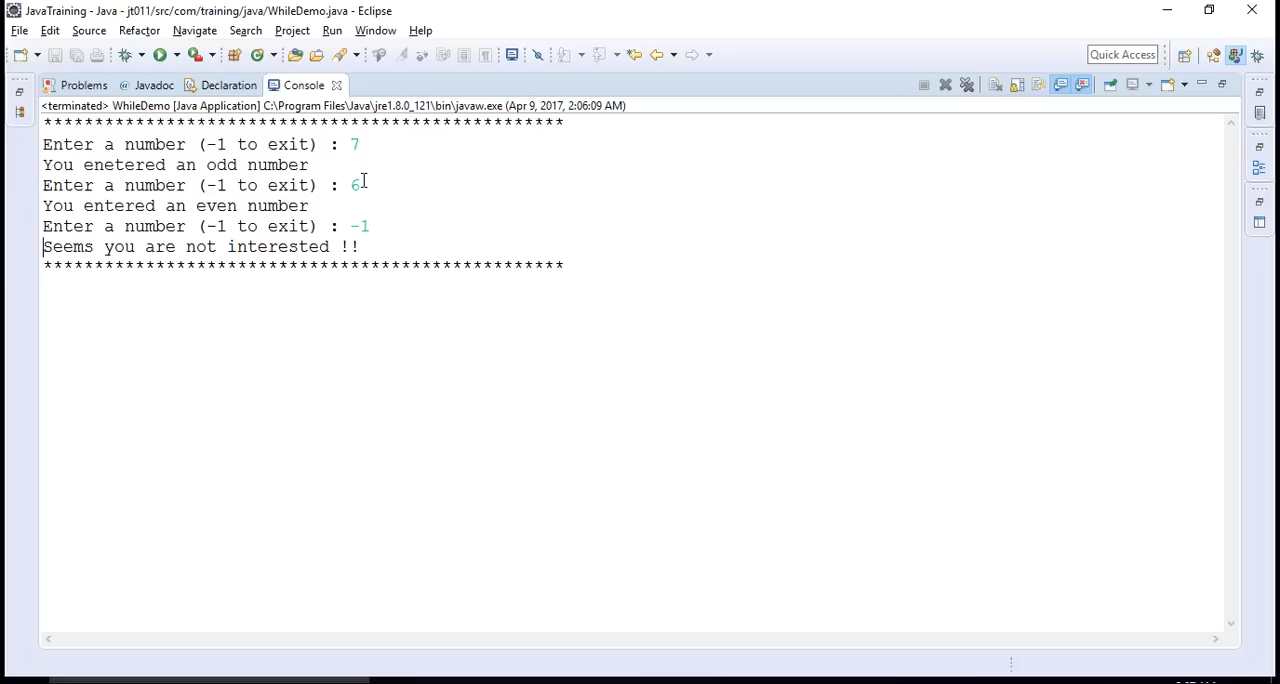 JavaTraining - Java - jt011/src/com/training/java/WhileDemo.java - Eclipse
File Edit Source Refactor Navigate Search Project Run Window Help
Quick Access
Problems @ Javadoc Declaration Console
<terminated> WhileDemo [Java Application] C:\Program Files\Java\jre1.8.0_121\bin\javaw.exe (Apr 9, 2017, 2:06:09 AM)
***************************************************
Enter a number (-1 to exit) : 7
You enetered an odd number
Enter a number (-1 to exit) : 6
You entered an even number
Enter a number (-1 to exit) : -1
Seems you are not interested !!
***************************************************